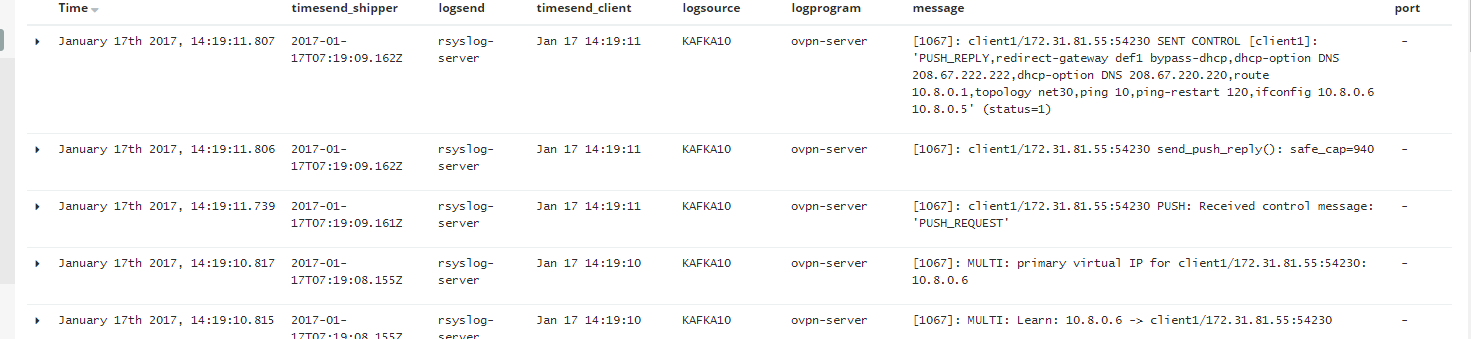 Time timesend_shipper logsend timesend_client logsource logprogram message port
January 17th 2017, 14:19:11.807 2017-01- rsyslog- Jan 17 14:19:11 KAFKA10 ovpn-server [1067]: client1/172.31.81.55:54230 SENT CONTROL [client1]: -
17T07:19:09.162Z server 'PUSH_REPLY,redirect-gateway def1 bypass-dhcp,dhcp-option DNS
208.67.222.222,dhcp-option DNS 208.67.220.220,route
10.8.0.1,topology net30,ping 10,ping-restart 120,ifconfig 10.8.0.6
10.8.0.5' (status=1)
January 17th 2017, 14:19:11.806 2017-01- rsyslog- Jan 17 14:19:11 KAFKA10 ovpn-server [1067]: client1/172.31.81.55:54230 send_push_reply(): safe_cap=940 -
17T07:19:09.162Z server
January 17th 2017, 14:19:11.739 2017-01- rsyslog- Jan 17 14:19:11 KAFKA10 ovpn-server [1067]: client1/172.31.81.55:54230 PUSH: Received control message: -
17T07:19:09.161Z server 'PUSH_REQUEST'
January 17th 2017, 14:19:10.817 2017-01- rsyslog- Jan 17 14:19:10 KAFKA10 ovpn-server [1067]: MULTI: primary virtual IP for client1/172.31.81.55:54230: -
17T07:19:08.155Z server 10.8.0.6
January 17th 2017, 14:19:10.815 2017-01- rsyslog- Jan 17 14:19:10 KAFKA10 ovpn-server [1067]: MULTI: Learn: 10.8.0.6 -> client1/172.31.81.55:54230 -
17T07:19:08.155Z server